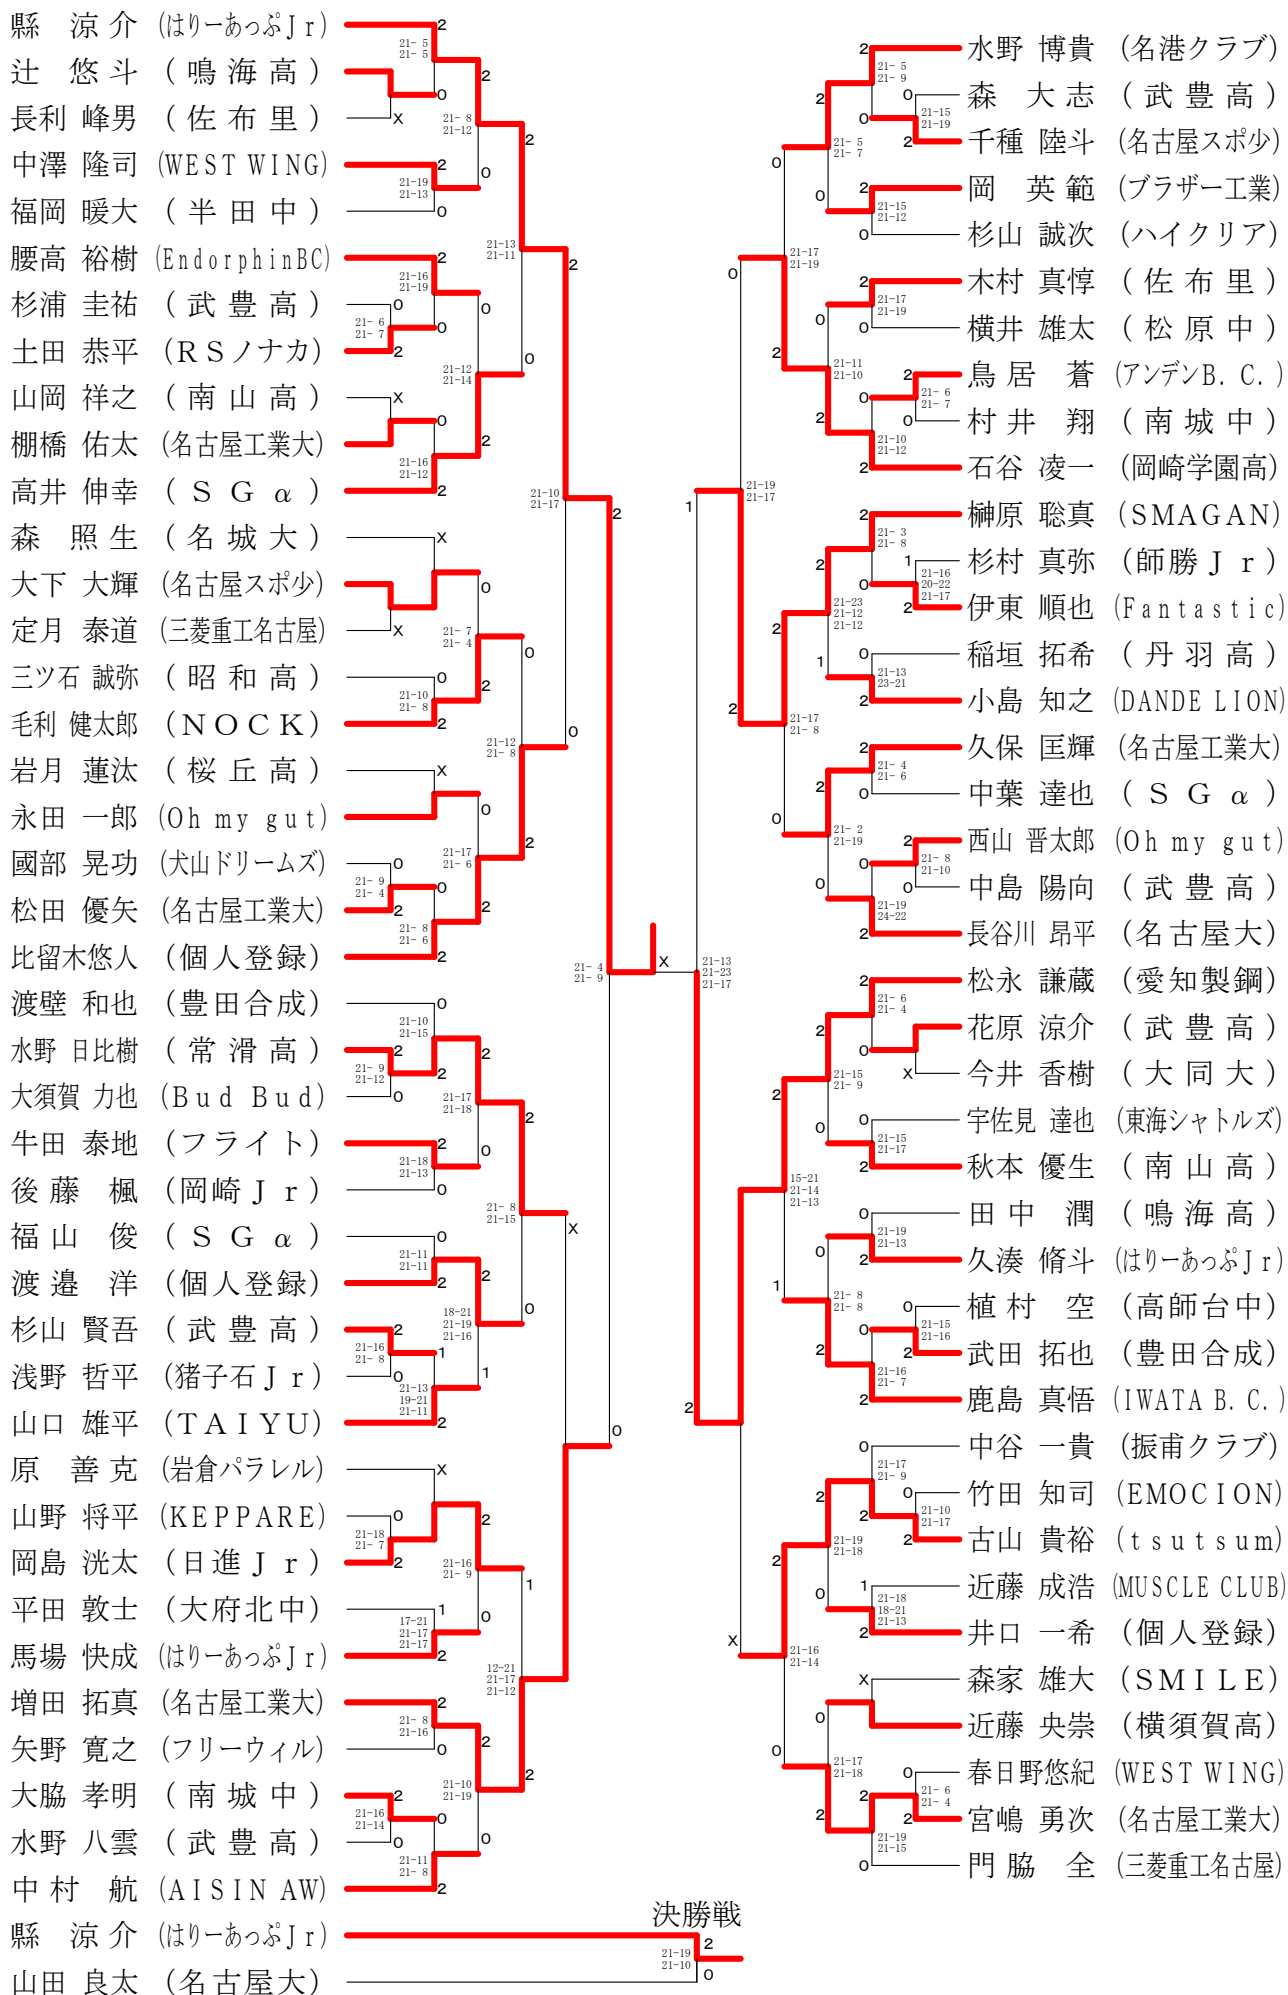 縣 涼介 (はりーあっぷJr)
辻 悠斗 (鳴海高)
長利 峰男 (佐布里)
中澤 隆司 (WEST WING)
福岡 暖大 (半田中)
腰高 裕樹 (EndorphinBC)
杉浦 圭祐 (武豊高)
土田 恭平 (RSノナカ)
山岡 祥之 (南山高)
棚橋 佑太 (名古屋工業大)
高井 伸幸 (SGα)
森 照生 (名城大)
大下 大輝 (名古屋スポ少)
定月 泰道 (三菱重工名古屋)
三ツ石 誠弥 (昭和高)
毛利 健太郎 (NOCK)
岩月 蓮汰 (桜丘高)
永田 一郎 (Oh my gut)
國部 晃功 (犬山ドリームズ)
松田 優矢 (名古屋工業大)
比留木悠人 (個人登録)
渡壁 和也 (豊田合成)
水野 日比樹 (常滑高)
大須賀 力也 (Bud Bud)
牛田 泰地 (フライト)
後藤 楓 (岡崎Jr)
福山 俊 (SGα)
渡邉 洋 (個人登録)
杉山 賢吾 (武豊高)
浅野 哲平 (猪子石Jr)
山口 雄平 (TAIYU)
原 善克 (岩倉パラレル)
山野 将平 (KEPPARE)
岡島 洸太 (日進Jr)
平田 敦士 (大府北中)
馬場 快成 (はりーあっぷJr)
増田 拓真 (名古屋工業大)
矢野 寛之 (フリーウィル)
大脇 孝明 (南城中)
水野 八雲 (武豊高)
中村 航 (AISIN AW)
水野 博貴 (名港クラブ)
森 大志 (武豊高)
千種 陸斗 (名古屋スポ少)
岡 英範 (ブラザー工業)
杉山 誠次 (ハイクリア)
木村 真惇 (佐布里)
横井 雄太 (松原中)
鳥居 蒼 (アンデンB.C.)
村井 翔 (南城中)
石谷 凌一 (岡崎学園高)
榊原 聡真 (SMAGAN)
杉村 真弥 (師勝Jr)
伊東 順也 (Fantastic)
稲垣 拓希 (丹羽高)
小島 知之 (DANDE LION)
久保 匡輝 (名古屋工業大)
中葉 達也 (SGα)
西山 晋太郎 (Oh my gut)
中島 陽向 (武豊高)
長谷川 昂平 (名古屋大)
松永 謙蔵 (愛知製鋼)
花原 涼介 (武豊高)
今井 香樹 (大同大)
宇佐見 達也 (東海シャトルズ)
秋本 優生 (南山高)
田中 潤 (鳴海高)
久湊 脩斗 (はりーあっぷJr)
植村 空 (高師台中)
武田 拓也 (豊田合成)
鹿島 真悟 (IWATA B.C.)
中谷 一貴 (振甫クラブ)
竹田 知司 (EMOCION)
古山 貴裕 (tsutsum)
近藤 成浩 (MUSCLE CLUB)
井口 一希 (個人登録)
森家 雄大 (SMILE)
近藤 央崇 (横須賀高)
春日野悠紀 (WEST WING)
宮嶋 勇次 (名古屋工業大)
門脇 全 (三菱重工名古屋)
決勝戦
縣 涼介 (はりーあっぷJr) 2
21-19
21-10
山田 良太 (名古屋大) 0